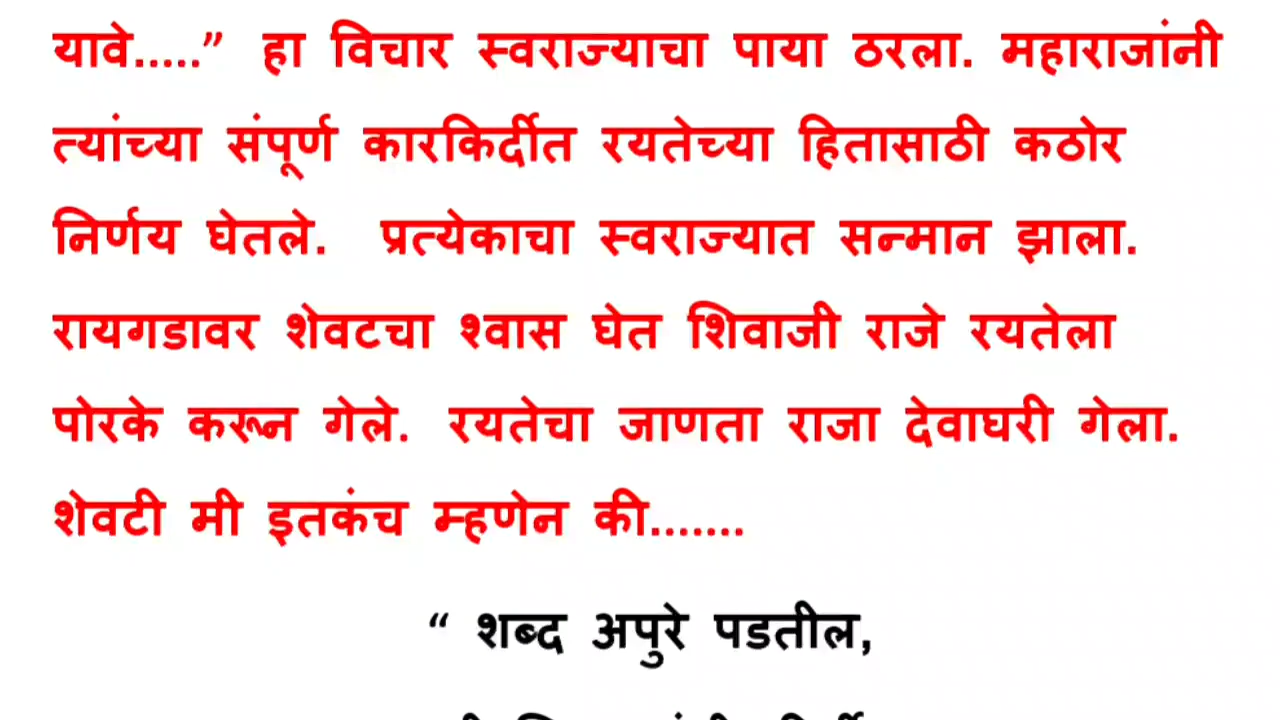 यावे.....” हा विचार स्वराज्याचा पाया ठरला. महाराजांनी
त्यांच्या संपूर्ण कारकिर्दीत रयतेच्या हितासाठी कठोर
निर्णय घेतले. प्रत्येकाचा स्वराज्यात सन्मान झाला.
रायगडावर शेवटचा श्वास घेत शिवाजी राजे रयतेला
पोरके करून गेले. रयतेचा जाणता राजा देवाघरी गेला.
शेवटी मी इतकंच म्हणेन की.......
“ शब्द अपुरे पडतील,